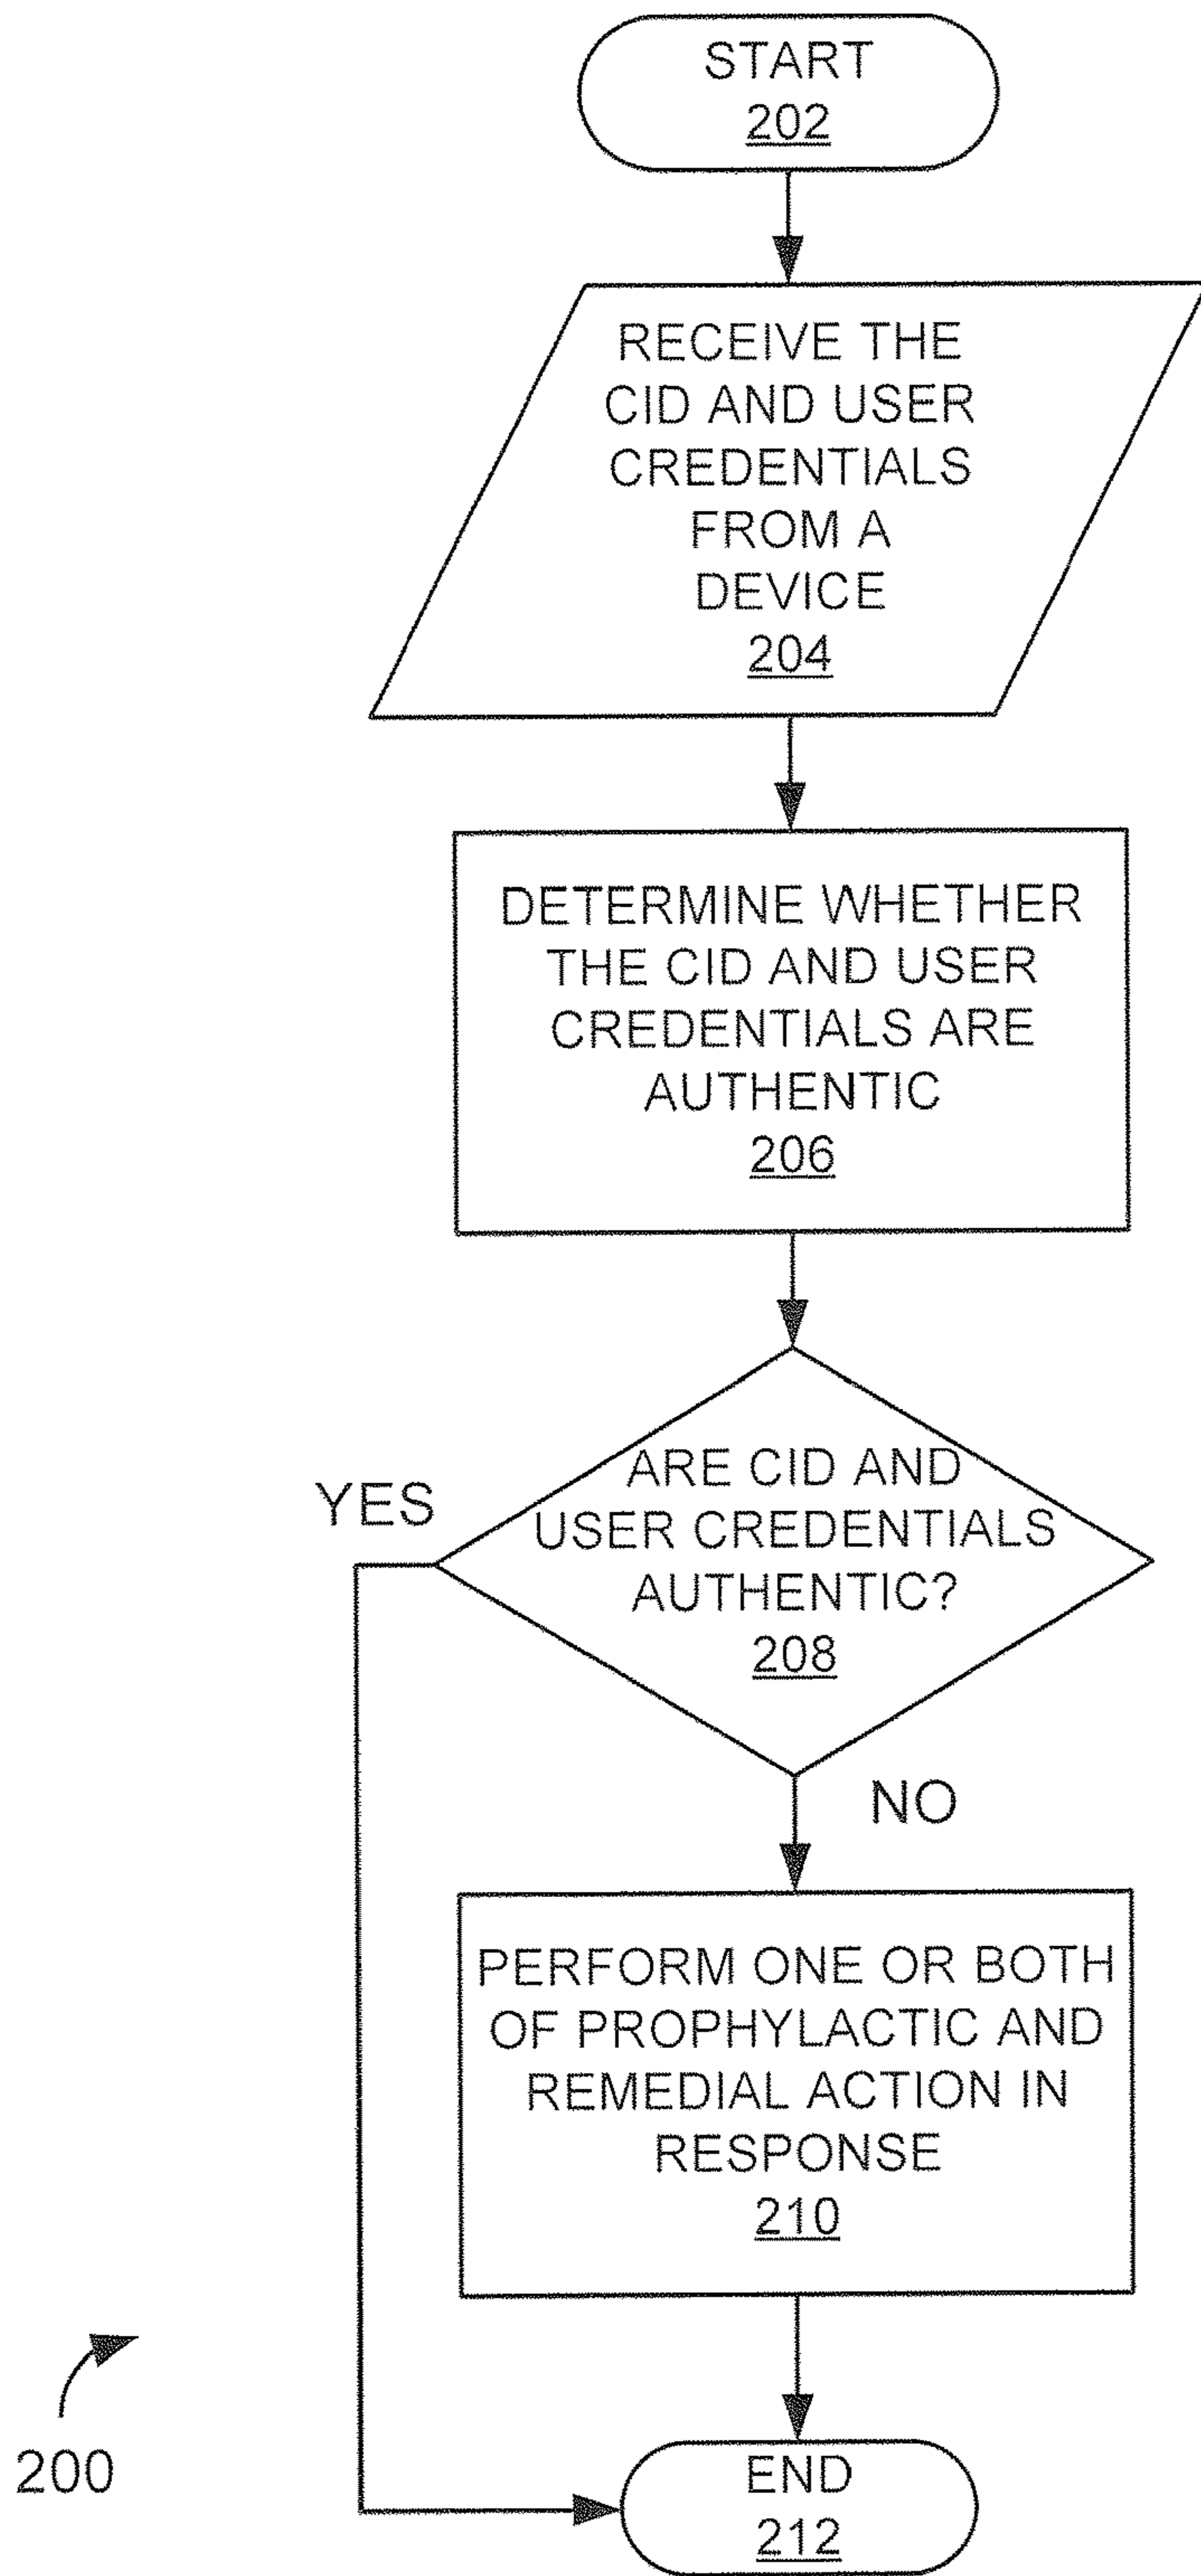 START
202
RECEIVE THE
CID AND USER
CREDENTIALS
FROM A
DEVICE
204
DETERMINE WHETHER
THE CID AND USER
CREDENTIALS ARE
AUTHENTIC
206
YES
ARE CID AND
USER CREDENTIALS
AUTHENTIC?
208
NO
PERFORM ONE OR BOTH
OF PROPHYLACTIC AND
REMEDIAL ACTION IN
RESPONSE
210
200
END
212